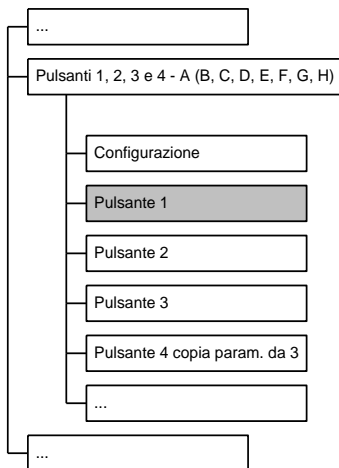 ...
Pulsanti 1, 2, 3 e 4 - A (B, C, D, E, F, G, H)
Configurazione
Pulsante 1
Pulsante 2
Pulsante 3
Pulsante 4 copia param. da 3
...
...